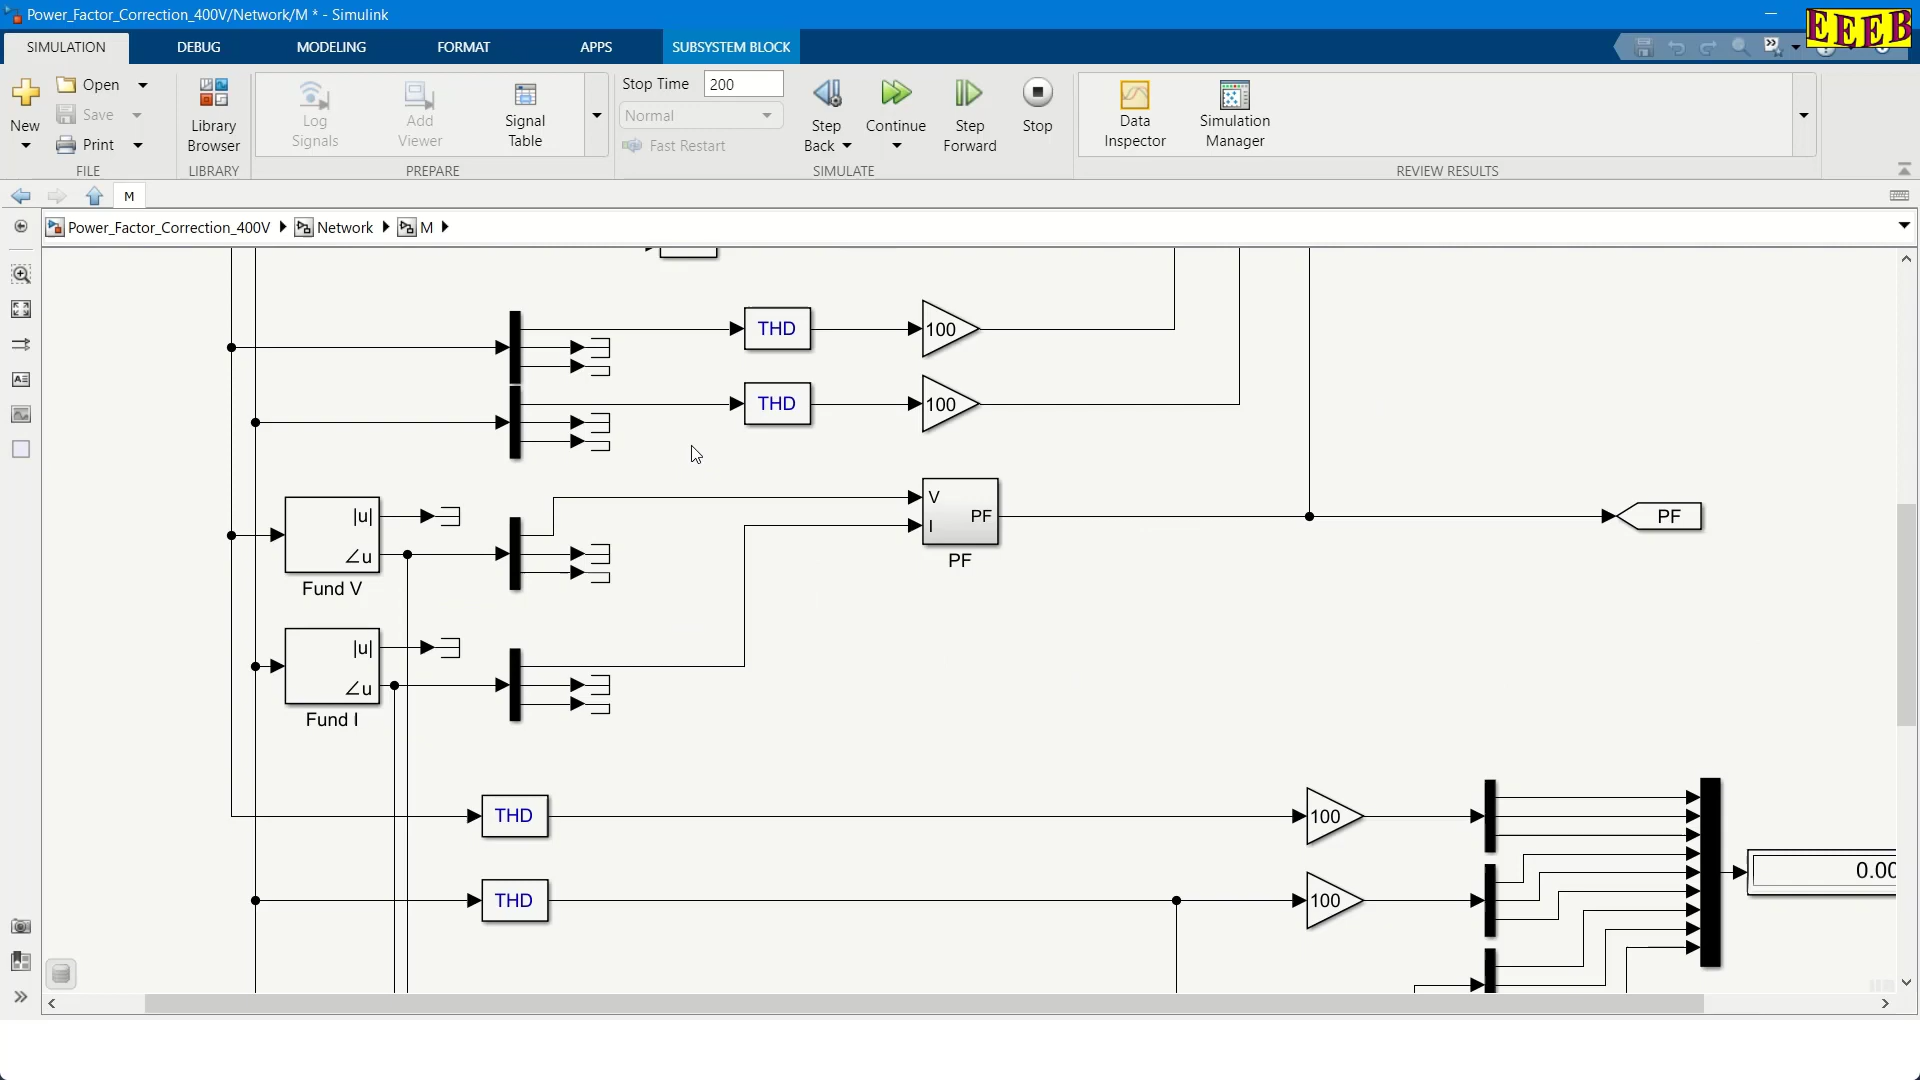 Power_Factor_Correction_400V/Network/M * - Simulink
EEEB
SIMULATION
DEBUG
MODELING
FORMAT
APPS
SUBSYSTEM BLOCK
New
Open
Save
Print
FILE
Library
Browser
LIBRARY
Log
Signals
Add
Viewer
Signal
Table
PREPARE
Stop Time 200
Normal
Fast Restart
Step
Back
Continue
Step
Forward
Stop
SIMULATE
Data
Inspector
Simulation
Manager
REVIEW RESULTS
M
Power_Factor_Correction_400V
Network
M
THD
100
THD
100
|u|
∠u
Fund V
V
I
PF
PF
PF
|u|
∠u
Fund I
THD
100
0.00
THD
100